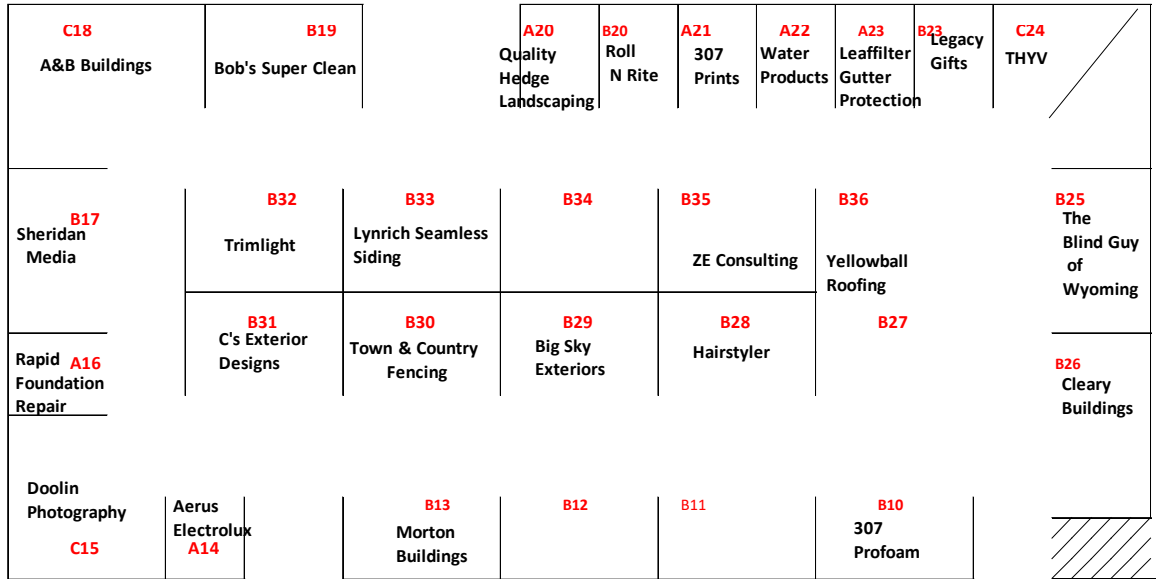 C18
A&B Buildings
B19
Bob's Super Clean
A20
Quality
Hedge
Landscaping
B20
Roll
N Rite
A21
307
Prints
A22
Water
Products
A23
Leaffilter
Gutter
Protection
B23
Legacy
Gifts
C24
THYV
B17
Sheridan
Media
B32
Trimlight
B33
Lynrich Seamless
Siding
B34
B35
ZE Consulting
B36
Yellowball
Roofing
B25
The
Blind Guy
of
Wyoming
B31
C's Exterior
Designs
B30
Town & Country
Fencing
B29
Big Sky
Exteriors
B28
Hairstyler
B27
Rapid
A16
Foundation
Repair
B26
Cleary
Buildings
Doolin
Photography
C15
Aerus
Electrolux
A14
B13
Morton
Buildings
B12
B11
B10
307
Profoam